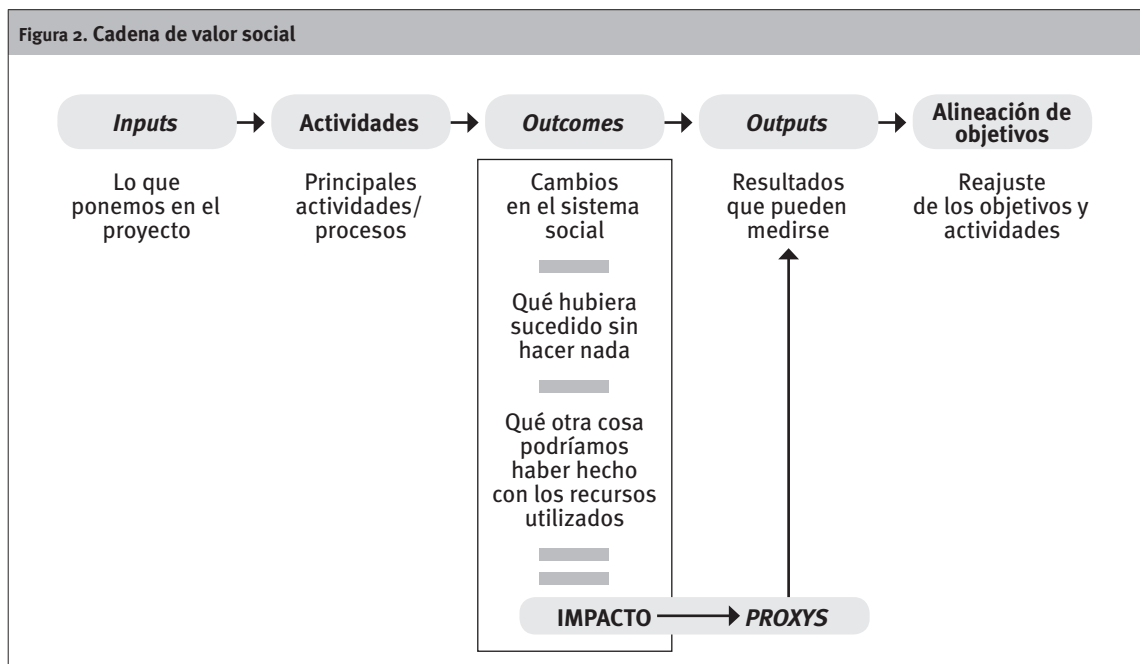 Figura 2. Cadena de valor social
Inputs
Actividades
Outcomes
Outputs
Alineación de
objetivos
Lo que
ponemos en el
proyecto
Principales
actividades/
procesos
Cambios
en el sistema
social
Resultados
que pueden
medirse
Reajuste
de los objetivos y
actividades
Qué hubiera
sucedido sin
hacer nada
Qué otra cosa
podríamos
haber hecho
con los recursos
utilizados
IMPACTO
PROXYS